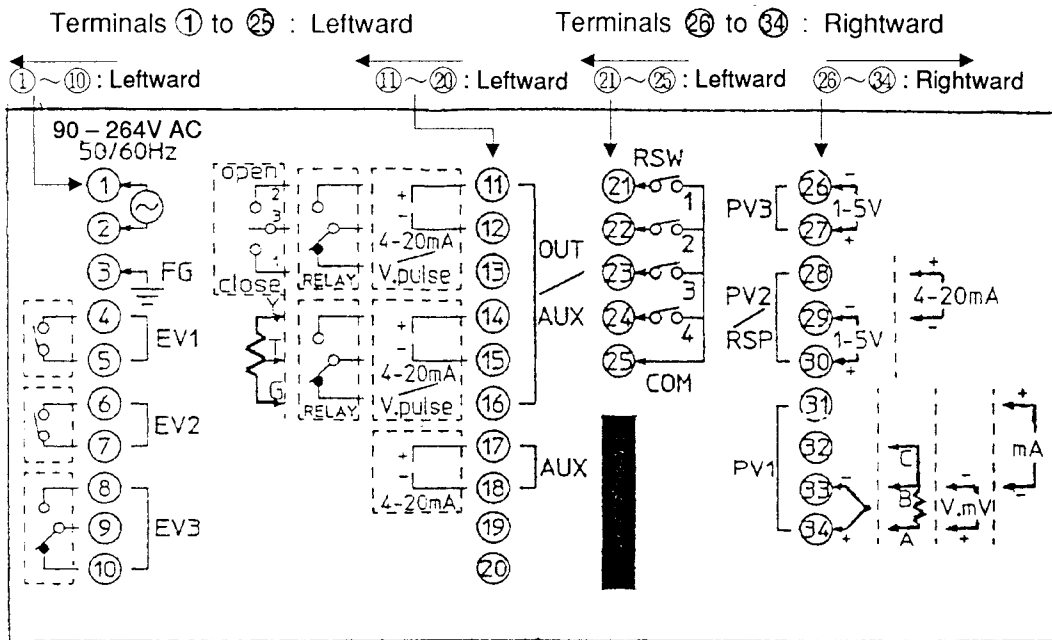 Terminals ① to ㉕ : Leftward
Terminals ㉖ to ㉞ : Rightward
①~⑩ : Leftward
⑪~⑳ : Leftward
㉑~㉕ : Leftward
㉖~㉞ : Rightward
90 – 264V AC
50/60Hz
①
②
③ FG
④
⑤
EV1
⑥
⑦
EV2
⑧
⑨
⑩
EV3
open
2
3
1
close
Y
T
G
RELAY
RELAY
+
-
4-20mA
V.pulse
+
-
4-20mA
V.pulse
+
-
4-20mA
⑪
⑫
⑬
⑭
⑮
⑯
OUT
/
AUX
⑰
⑱
AUX
⑲
⑳
RSW
㉑ 1
㉒ 2
㉓ 3
㉔ 4
㉕
COM
PV3
㉖ -
1-5V
㉗ +
PV2
/
RSP
㉘
㉙ -
1-5V
㉚ +
+
4-20mA
-
PV1
㉛
㉜
㉝ -
㉞ +
C
B
A
-
V.mV
+
+
mA
-